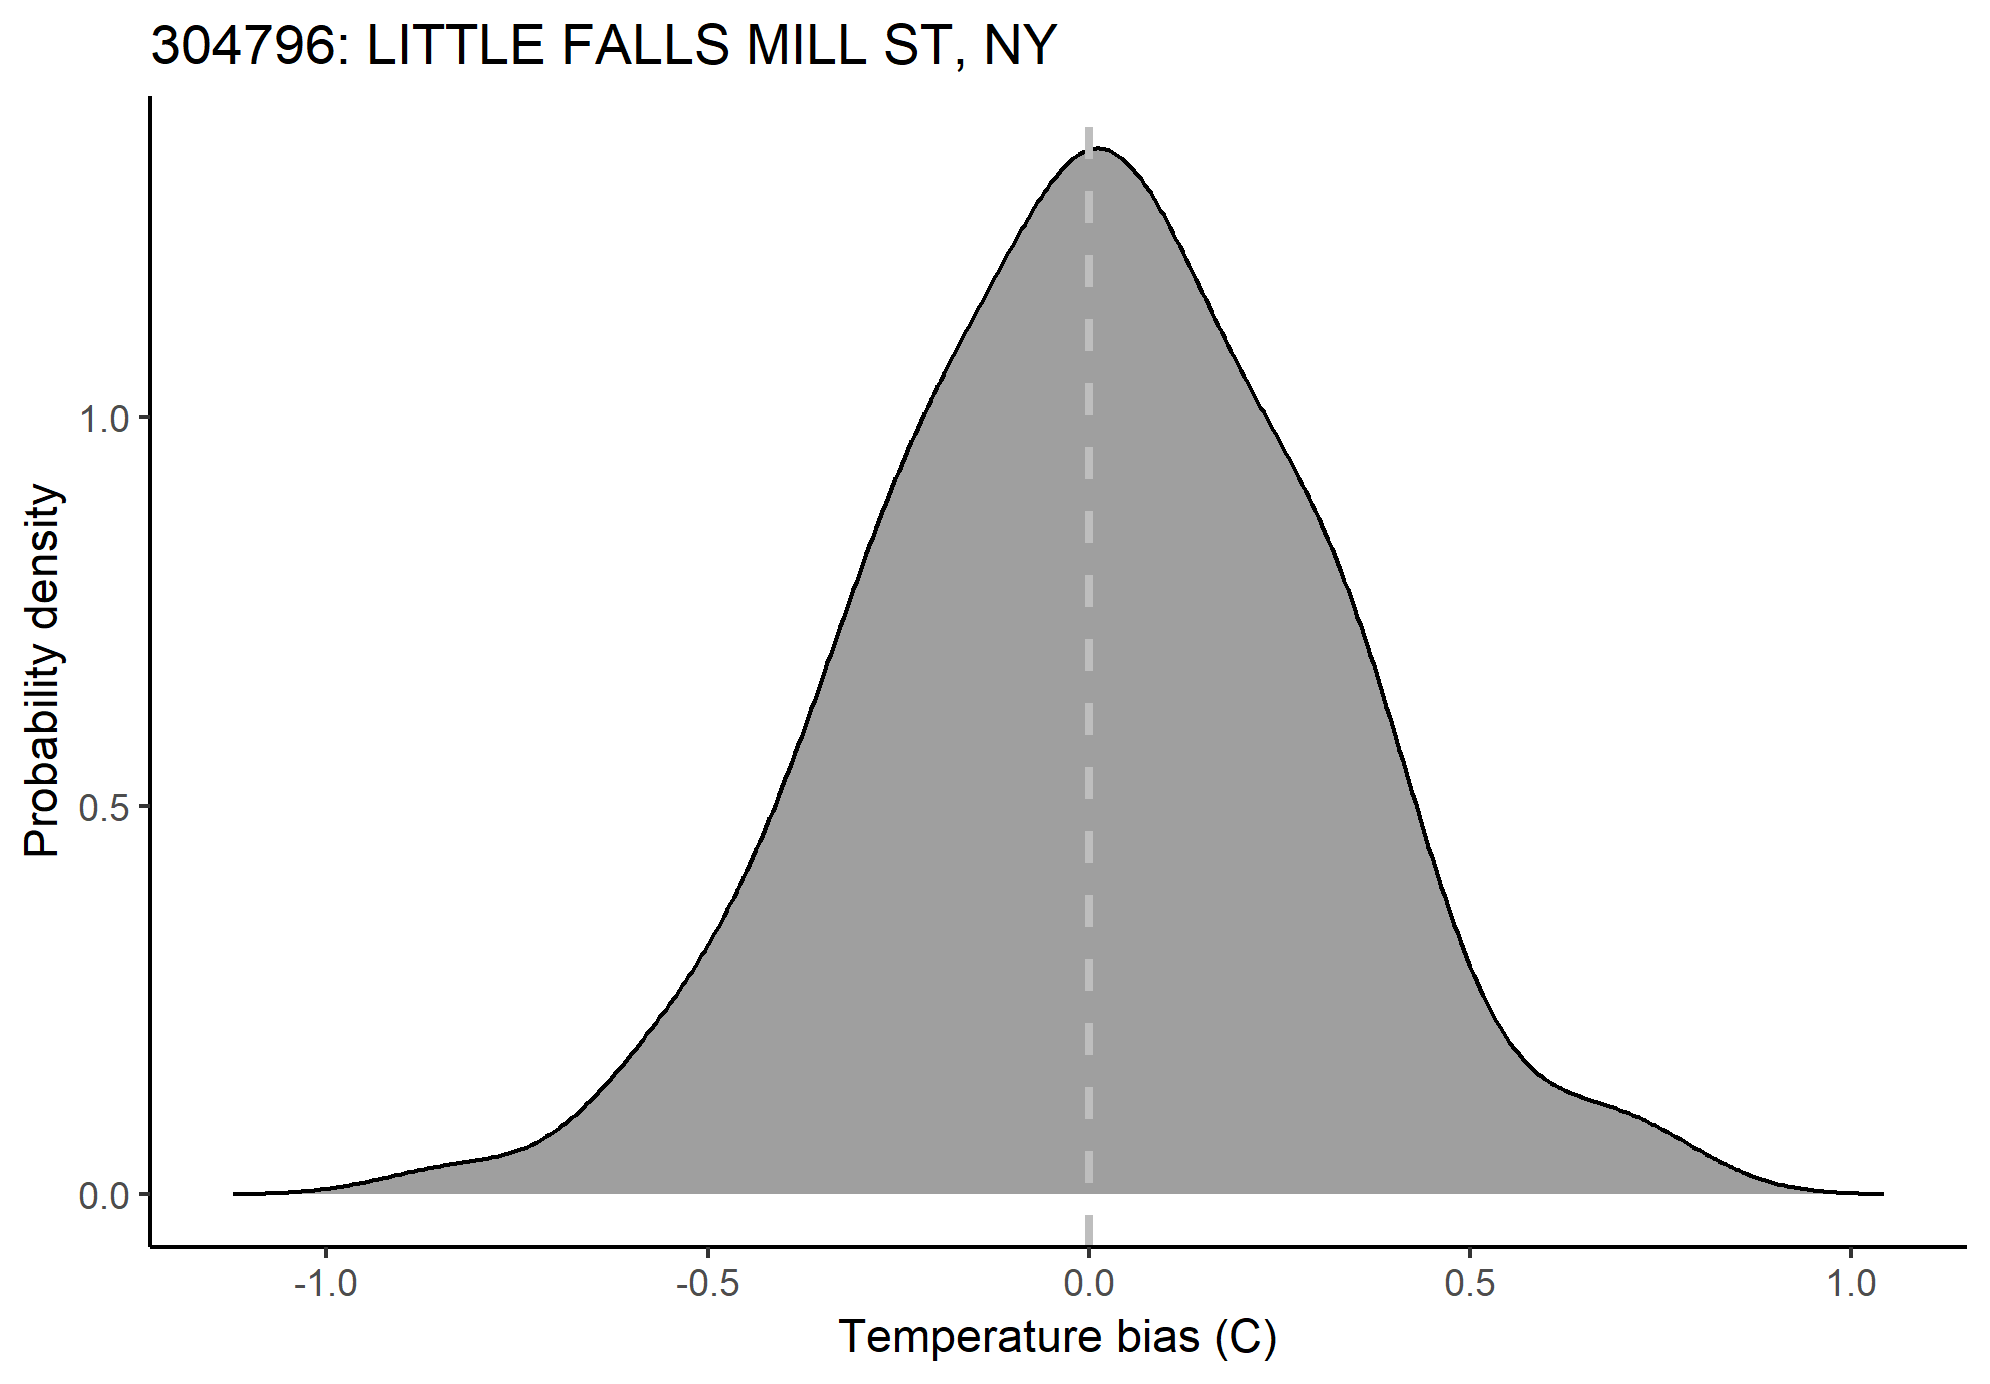 304796: LITTLE FALLS MILL ST, NY
Probability density
1.0
0.5
0.0
-1.0 -0.5 0.0 0.5 1.0
Temperature bias (C)